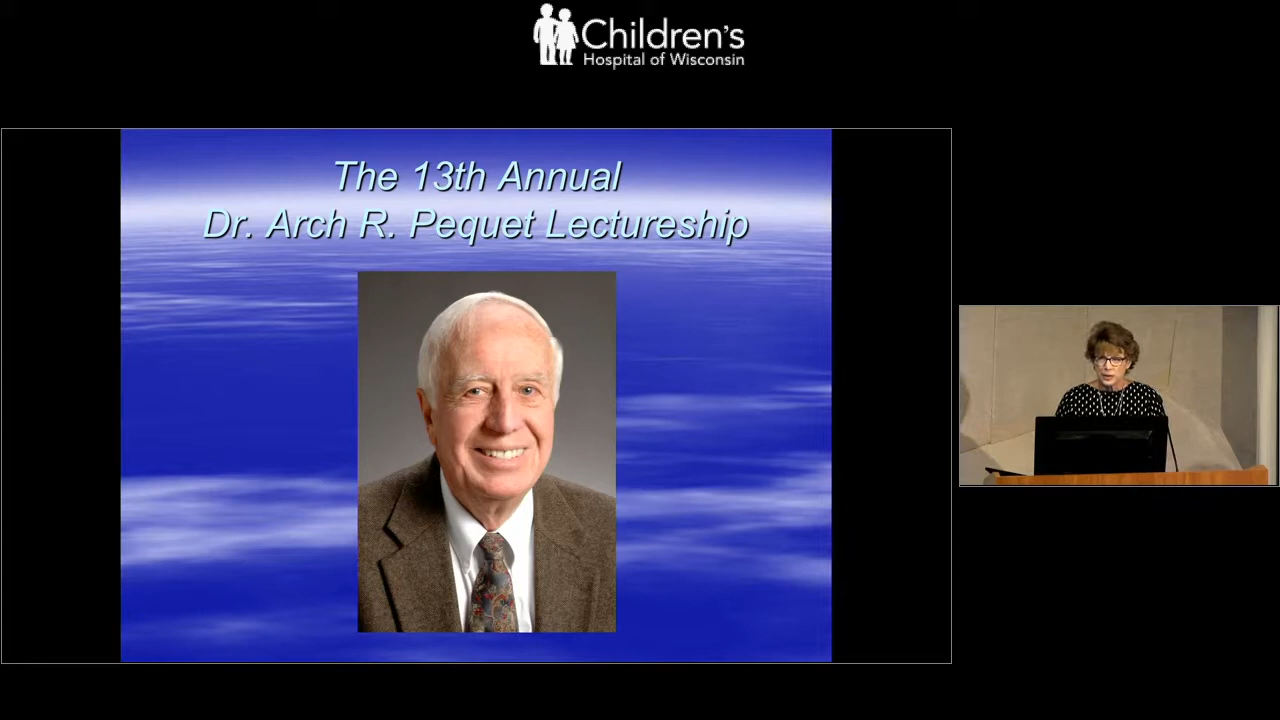 Children's
Hospital of Wisconsin
The 13th Annual
Dr. Arch R. Pequet Lectureship